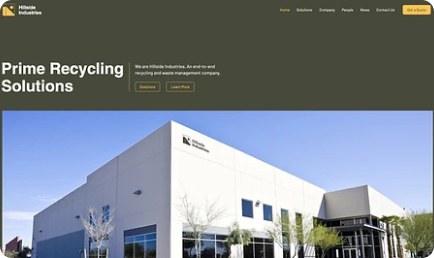 Hillside
Industries
Home
Solutions
Company
People
News
Contact Us
Get a Quote
Prime Recycling
Solutions
We are Hillside Industries. An end-to-end
recycling and waste management company.
Solutions
Learn More
Hillside
Industries